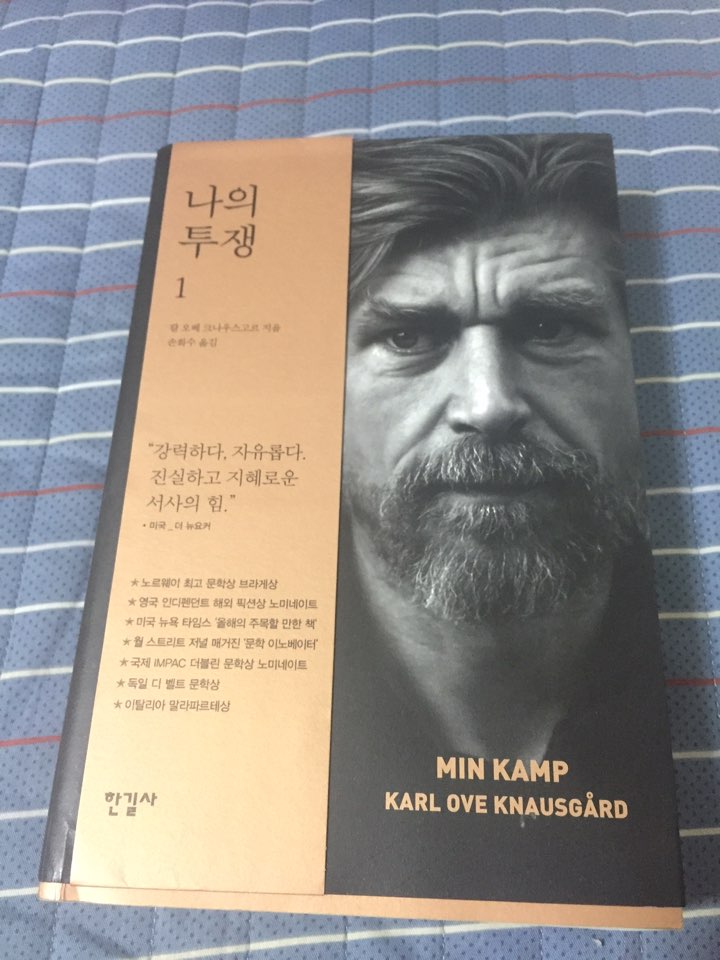 나의
투쟁
1
칼 오베 크나우스고르 지음
손화수 옮김
“강력하다, 자유롭다.
진실하고 지혜로운
서사의 힘.”
• 미국 _ 더 뉴요커
★노르웨이 최고 문학상 브라게상
★영국 인디펜던트 해외 픽션상 노미네이트
★미국 뉴욕 타임스 ‘올해의 주목할 만한 책’
★월 스트리트 저널 매거진 ‘문학 이노베이터’
★국제 IMPAC 더블린 문학상 노미네이트
★독일 디 벨트 문학상
★이탈리아 말라파르테상
한길사
MIN KAMP
KARL OVE KNAUSGÅRD